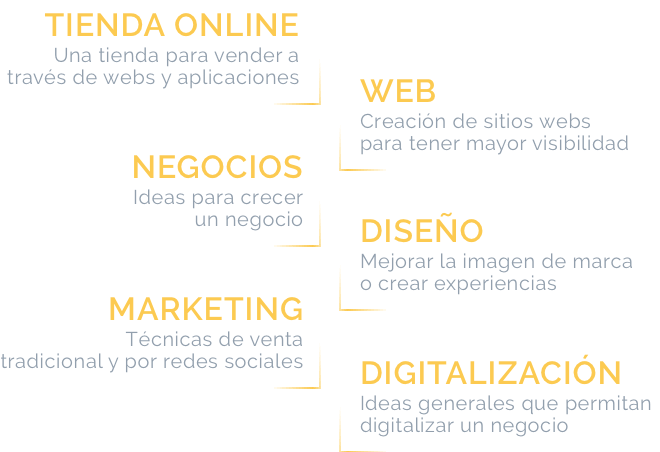 TIENDA ONLINE
Una tienda para vender a
través de webs y aplicaciones
WEB
Creación de sitios webs
para tener mayor visibilidad
NEGOCIOS
Ideas para crecer
un negocio
DISEÑO
Mejorar la imagen de marca
o crear experiencias
MARKETING
Técnicas de venta
tradicional y por redes sociales
DIGITALIZACIÓN
Ideas generales que permitan
digitalizar un negocio